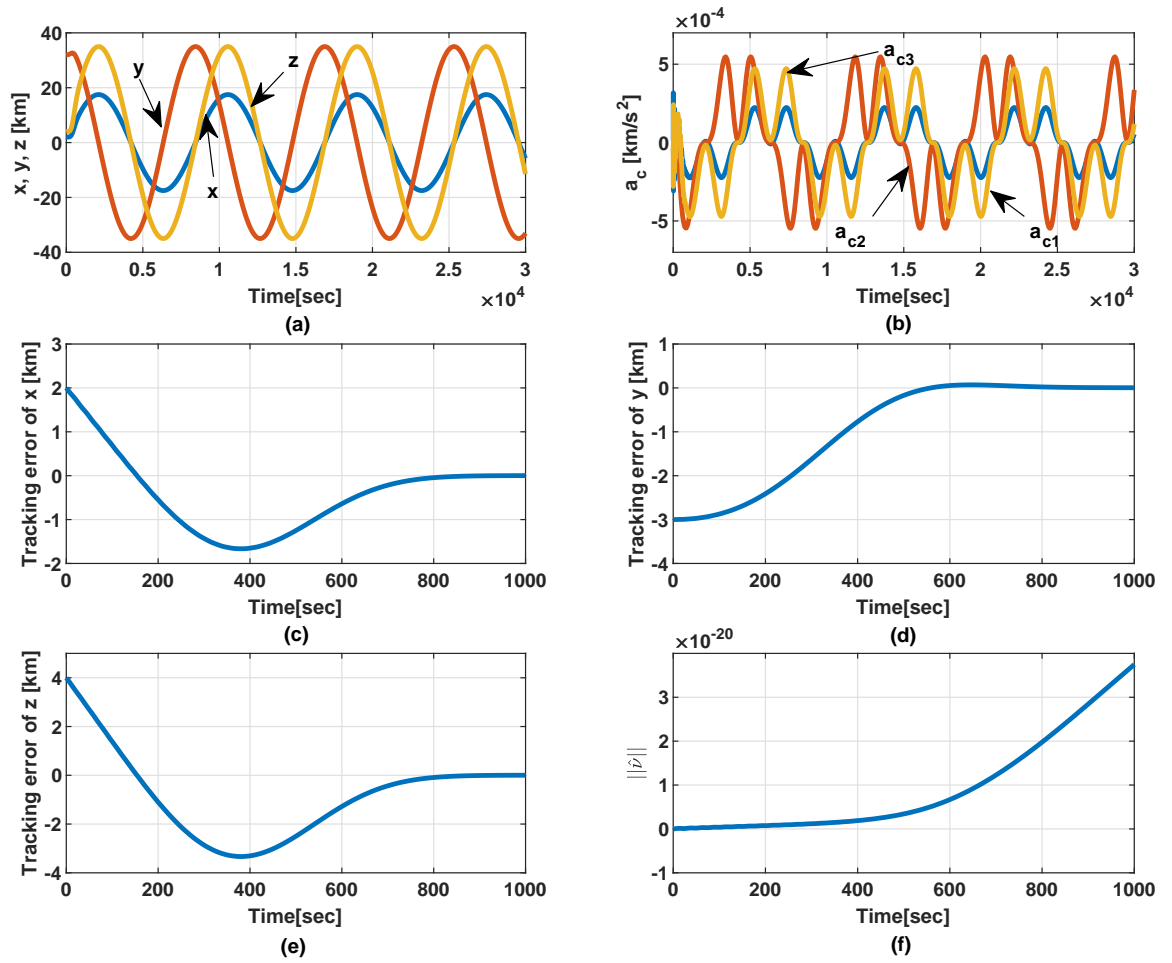 40
20
0
-20
-40
x, y, z [km]
y
z
x
0 0.5 1 1.5 2 2.5 3
Time[sec]
×10^4
(a)
×10^-4
5
0
-5
a_c [km/s^2]
a_c3
a_c2
a_c1
0 0.5 1 1.5 2 2.5 3
Time[sec]
×10^4
(b)
3
2
1
0
-1
-2
Tracking error of x [km]
0 200 400 600 800 1000
Time[sec]
(c)
1
0
-1
-2
-3
-4
Tracking error of y [km]
0 200 400 600 800 1000
Time[sec]
(d)
4
2
0
-2
-4
Tracking error of z [km]
0 200 400 600 800 1000
Time[sec]
(e)
×10^-20
3
2
1
0
-1
||ν̂||
0 200 400 600 800 1000
Time[sec]
(f)